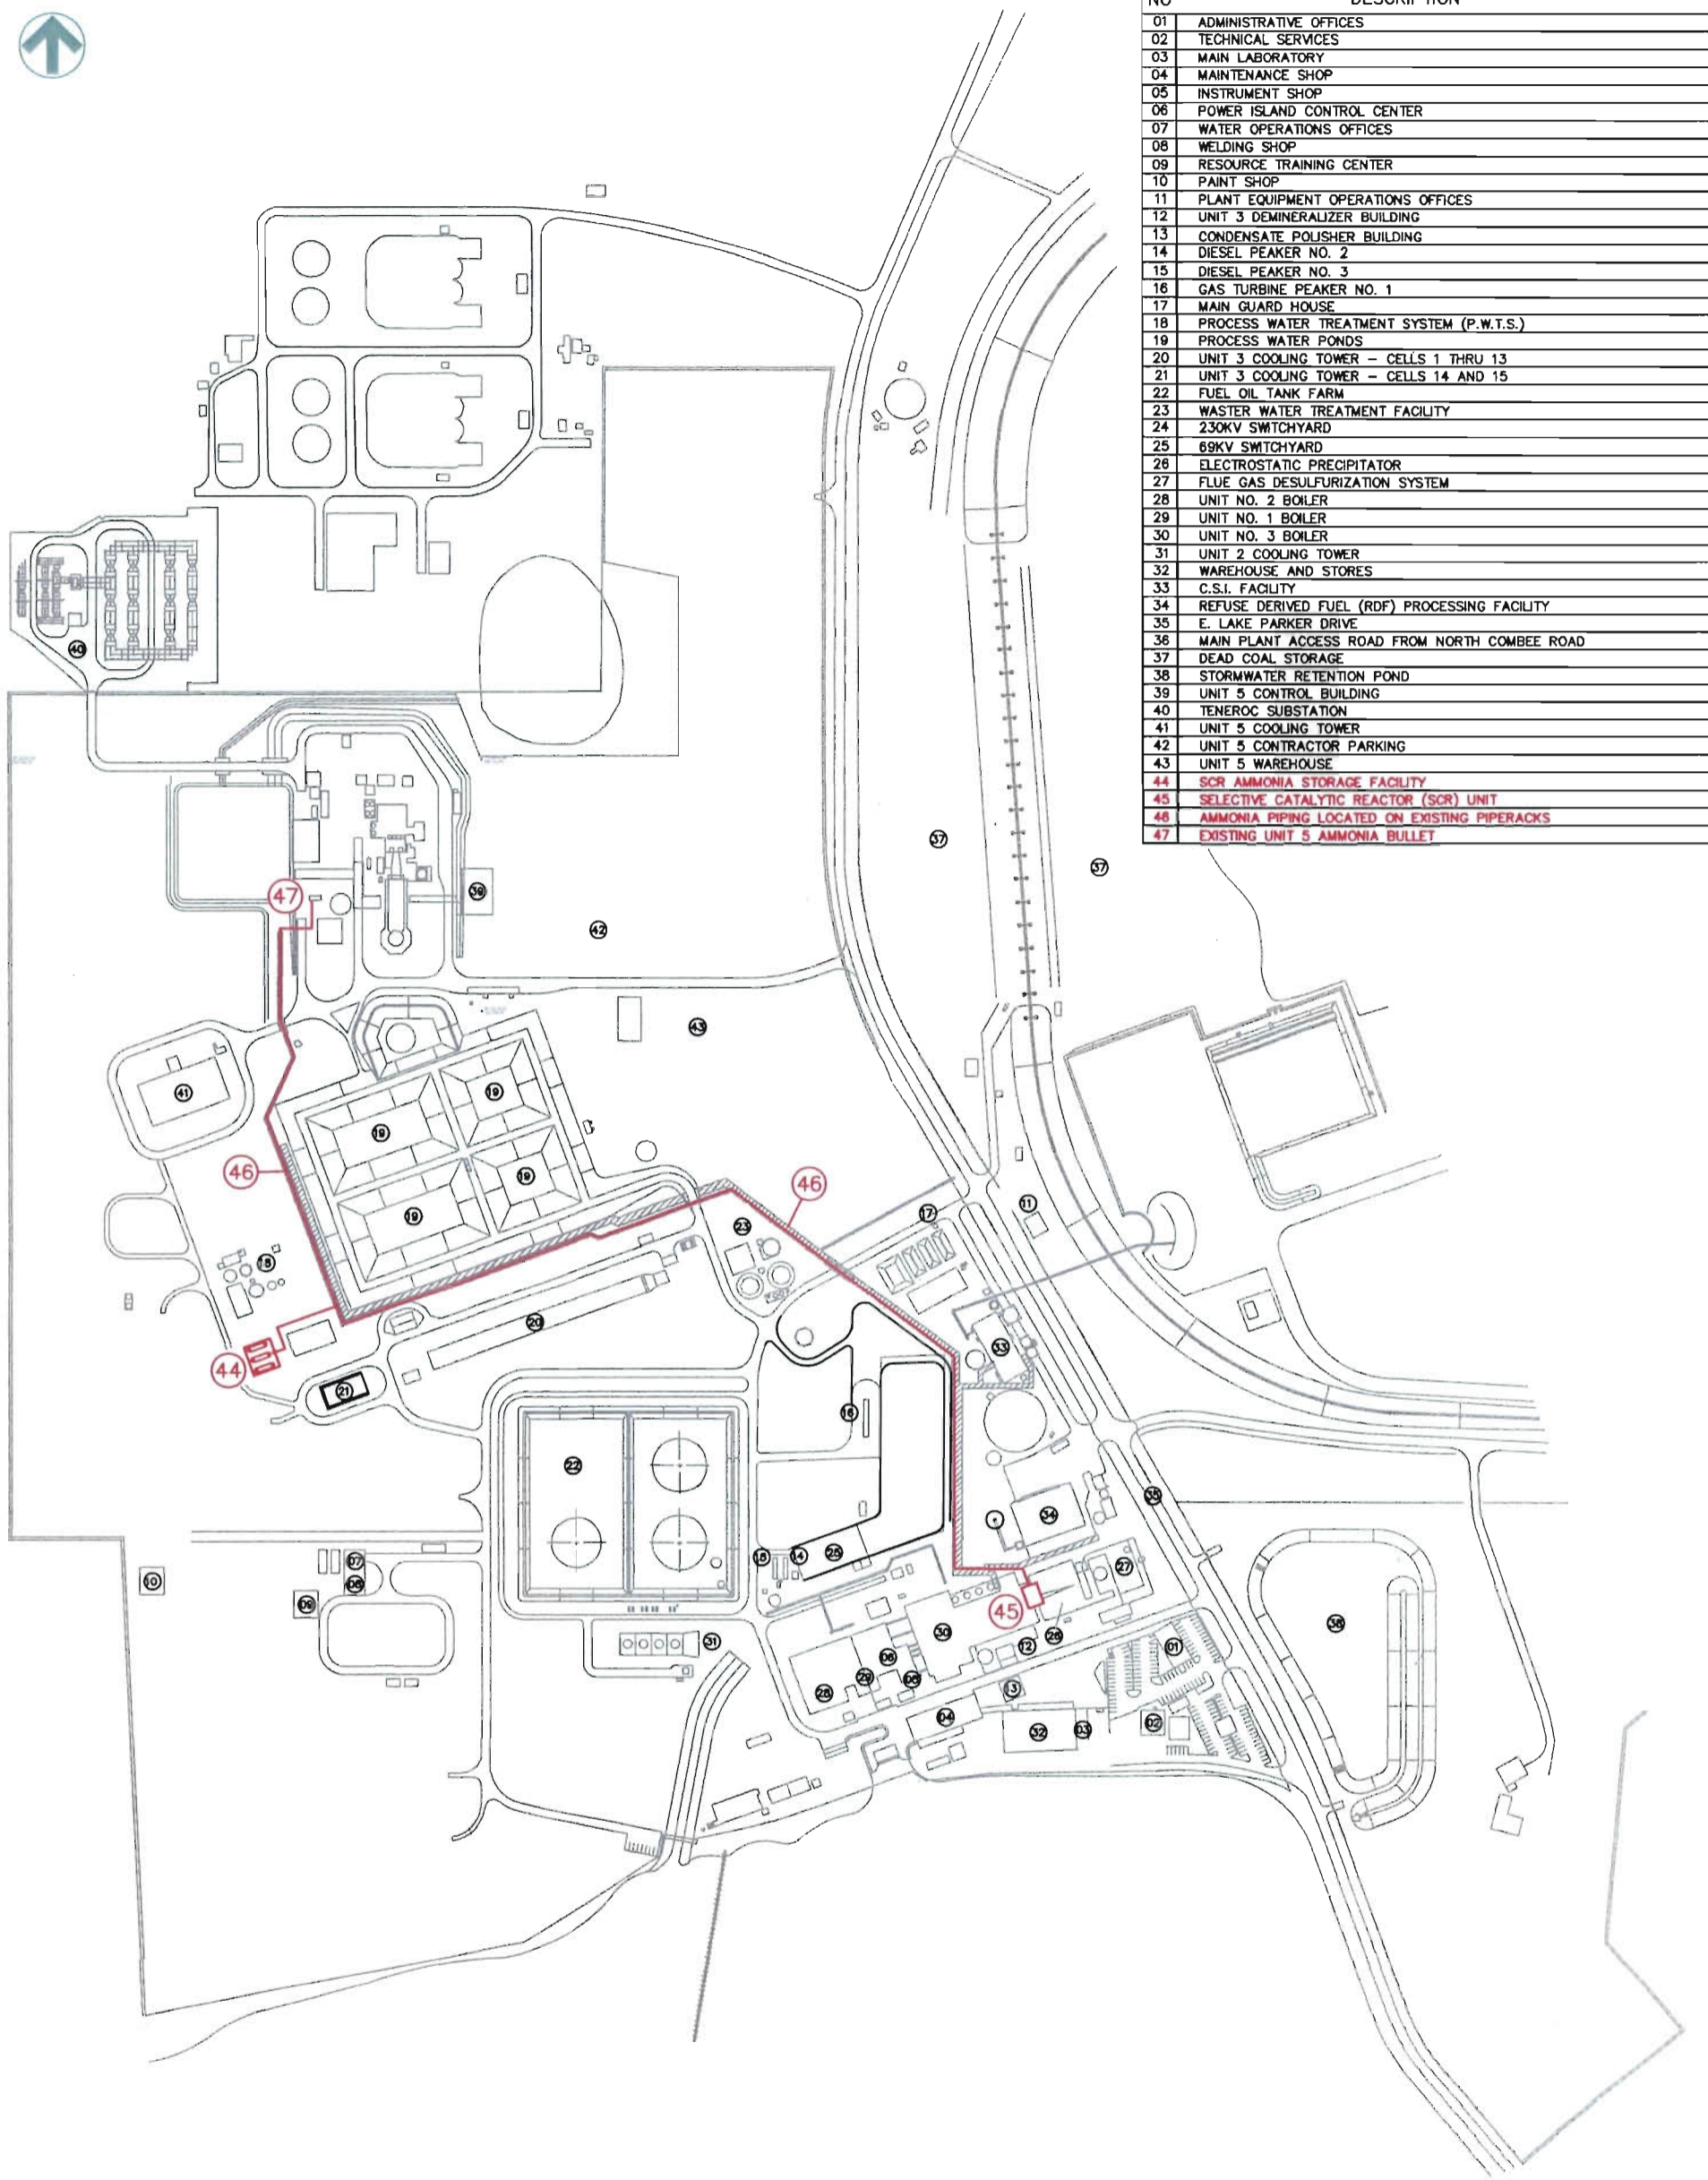 NO DESCRIPTION
01 ADMINISTRATIVE OFFICES
02 TECHNICAL SERVICES
03 MAIN LABORATORY
04 MAINTENANCE SHOP
05 INSTRUMENT SHOP
06 POWER ISLAND CONTROL CENTER
07 WATER OPERATIONS OFFICES
08 WELDING SHOP
09 RESOURCE TRAINING CENTER
10 PAINT SHOP
11 PLANT EQUIPMENT OPERATIONS OFFICES
12 UNIT 3 DEMINERALIZER BUILDING
13 CONDENSATE POLISHER BUILDING
14 DIESEL PEAKER NO. 2
15 DIESEL PEAKER NO. 3
16 GAS TURBINE PEAKER NO. 1
17 MAIN GUARD HOUSE
18 PROCESS WATER TREATMENT SYSTEM (P.W.T.S.)
19 PROCESS WATER PONDS
20 UNIT 3 COOLING TOWER – CELLS 1 THRU 13
21 UNIT 3 COOLING TOWER – CELLS 14 AND 15
22 FUEL OIL TANK FARM
23 WASTER WATER TREATMENT FACILITY
24 230KV SWITCHYARD
25 69KV SWITCHYARD
26 ELECTROSTATIC PRECIPITATOR
27 FLUE GAS DESULFURIZATION SYSTEM
28 UNIT NO. 2 BOILER
29 UNIT NO. 1 BOILER
30 UNIT NO. 3 BOILER
31 UNIT 2 COOLING TOWER
32 WAREHOUSE AND STORES
33 C.S.I. FACILITY
34 REFUSE DERIVED FUEL (RDF) PROCESSING FACILITY
35 E. LAKE PARKER DRIVE
36 MAIN PLANT ACCESS ROAD FROM NORTH COMBEE ROAD
37 DEAD COAL STORAGE
38 STORMWATER RETENTION POND
39 UNIT 5 CONTROL BUILDING
40 TENEROC SUBSTATION
41 UNIT 5 COOLING TOWER
42 UNIT 5 CONTRACTOR PARKING
43 UNIT 5 WAREHOUSE
44 SCR AMMONIA STORAGE FACILITY
45 SELECTIVE CATALYTIC REACTOR (SCR) UNIT
46 AMMONIA PIPING LOCATED ON EXISTING PIPERACKS
47 EXISTING UNIT 5 AMMONIA BULLET
40
37
37
47
39
42
43
41
19
19
46
19
46
19
11
17
23
18
20
33
44
21
16
22
35
34
10
07
15
14
25
27
09
45
38
30
12
26
01
31
29
28
13
04
32
03
02